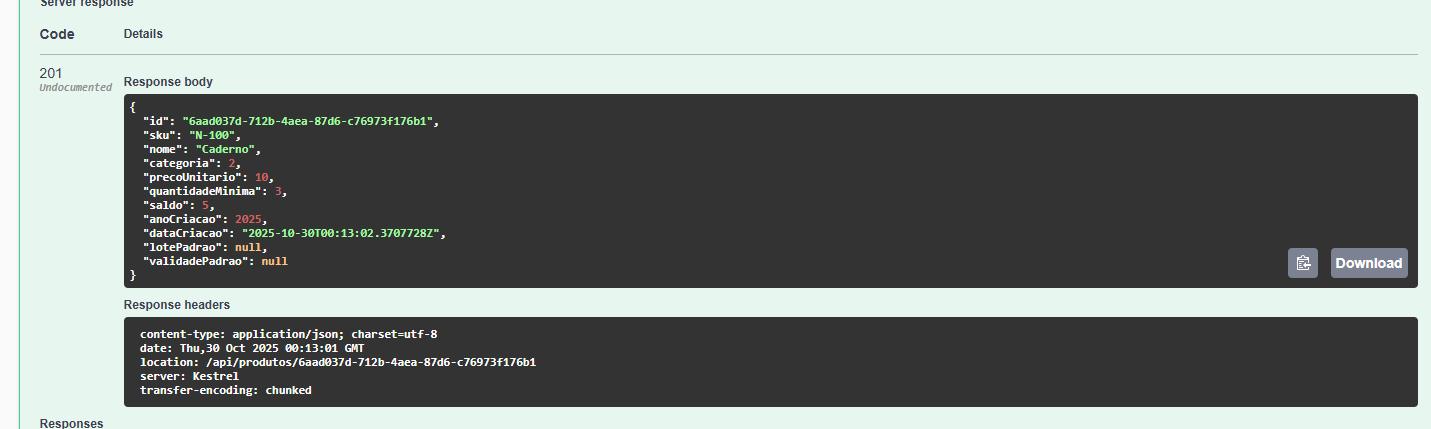 Server response
Code Details
201
Undocumented
Response body
{
  "id": "6aad037d-712b-4aea-87d6-c76973f176b1",
  "sku": "N-100",
  "nome": "Caderno",
  "categoria": 2,
  "precoUnitario": 10,
  "quantidadeMinima": 3,
  "saldo": 5,
  "anoCriacao": 2025,
  "dataCriacao": "2025-10-30T00:13:02.3707728Z",
  "lotePadrao": null,
  "validadePadrao": null
}
Download
Response headers
content-type: application/json; charset=utf-8
date: Thu,30 Oct 2025 00:13:01 GMT
location: /api/produtos/6aad037d-712b-4aea-87d6-c76973f176b1
server: Kestrel
transfer-encoding: chunked
Responses